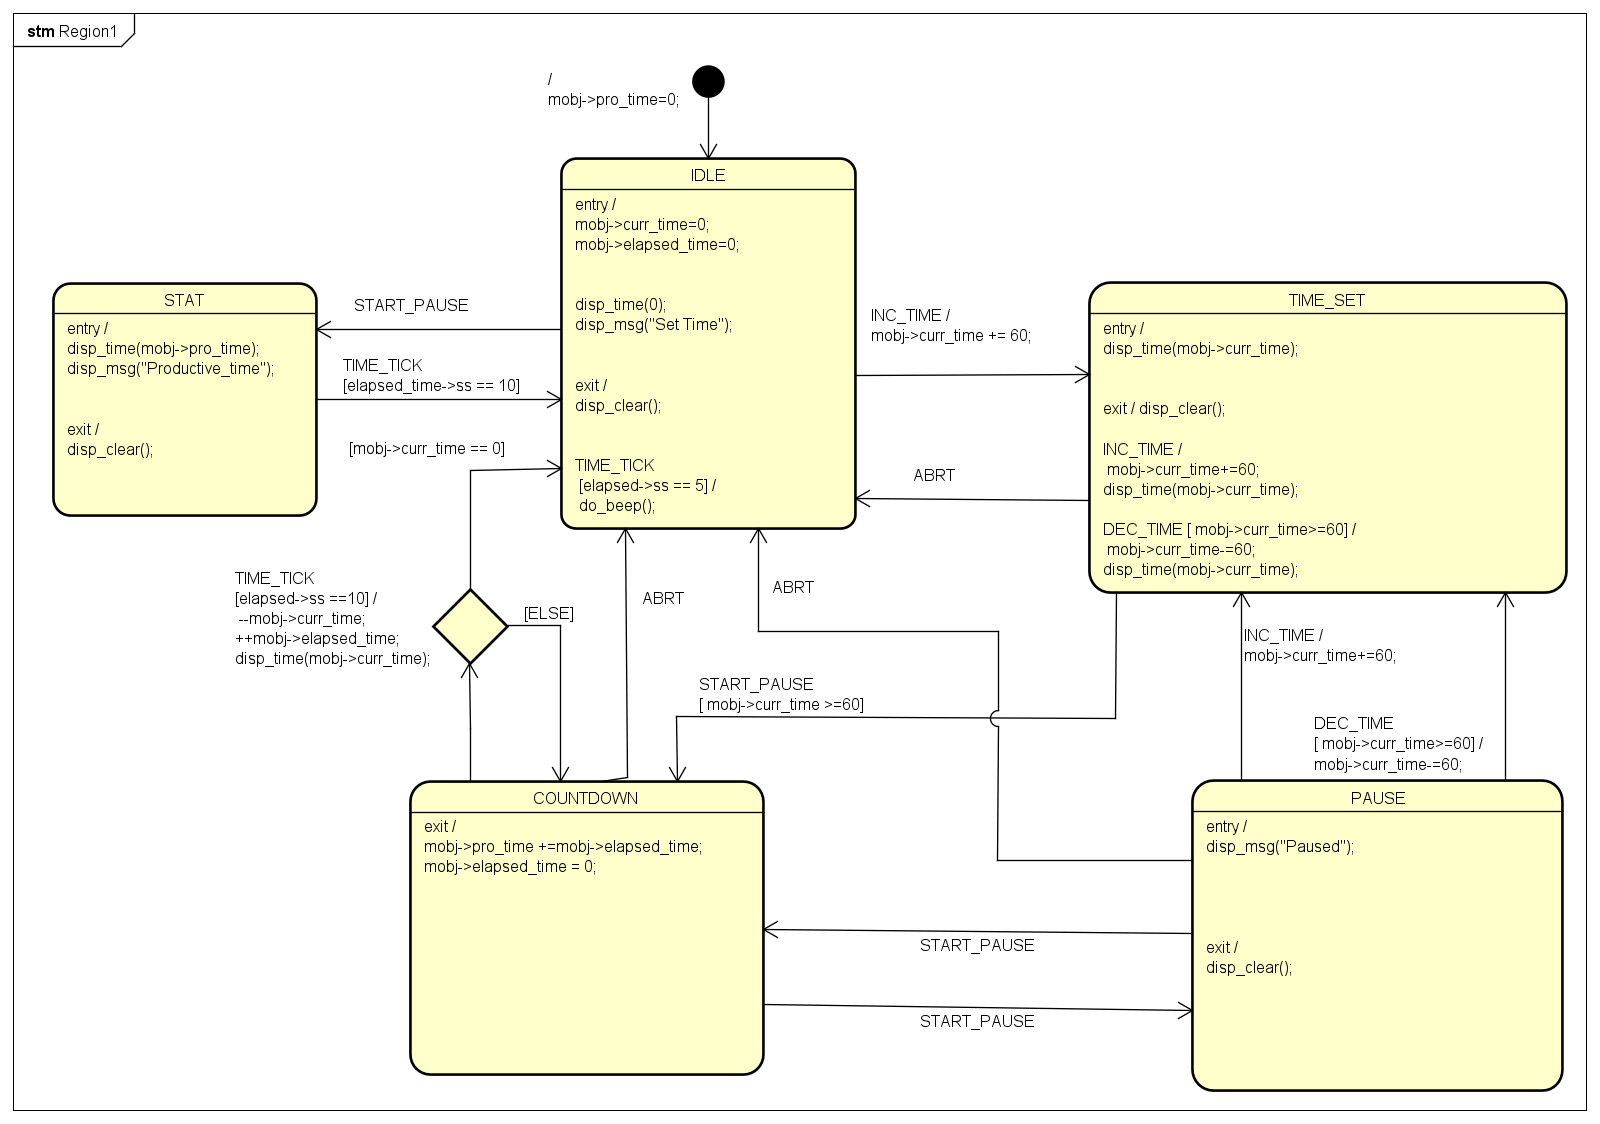 stm Region1
/
mobj->pro_time=0;
IDLE
entry /
mobj->curr_time=0;
mobj->elapsed_time=0;
disp_time(0);
disp_msg("Set Time");
exit /
disp_clear();
TIME_TICK
[elapsed->ss == 5] /
do_beep();
STAT
entry /
disp_time(mobj->pro_time);
disp_msg("Productive_time");
exit /
disp_clear();
START_PAUSE
TIME_TICK
[elapsed_time->ss == 10]
[mobj->curr_time == 0]
INC_TIME /
mobj->curr_time += 60;
ABRT
TIME_SET
entry /
disp_time(mobj->curr_time);
exit / disp_clear();
INC_TIME /
mobj->curr_time+=60;
disp_time(mobj->curr_time);
DEC_TIME [ mobj->curr_time>=60] /
mobj->curr_time-=60;
disp_time(mobj->curr_time);
TIME_TICK
[elapsed->ss ==10] /
--mobj->curr_time;
++mobj->elapsed_time;
disp_time(mobj->curr_time);
[ELSE]
ABRT
ABRT
START_PAUSE
[ mobj->curr_time >=60]
INC_TIME /
mobj->curr_time+=60;
DEC_TIME
[ mobj->curr_time>=60] /
mobj->curr_time-=60;
COUNTDOWN
exit /
mobj->pro_time +=mobj->elapsed_time;
mobj->elapsed_time = 0;
PAUSE
entry /
disp_msg("Paused");
exit /
disp_clear();
START_PAUSE
START_PAUSE